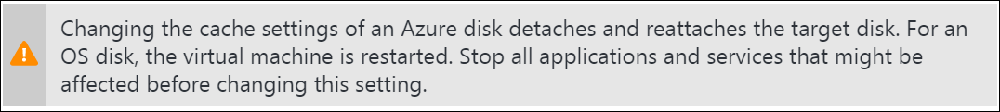 Changing the cache settings of an Azure disk detaches and reattaches the target disk. For an
OS disk, the virtual machine is restarted. Stop all applications and services that might be
affected before changing this setting.